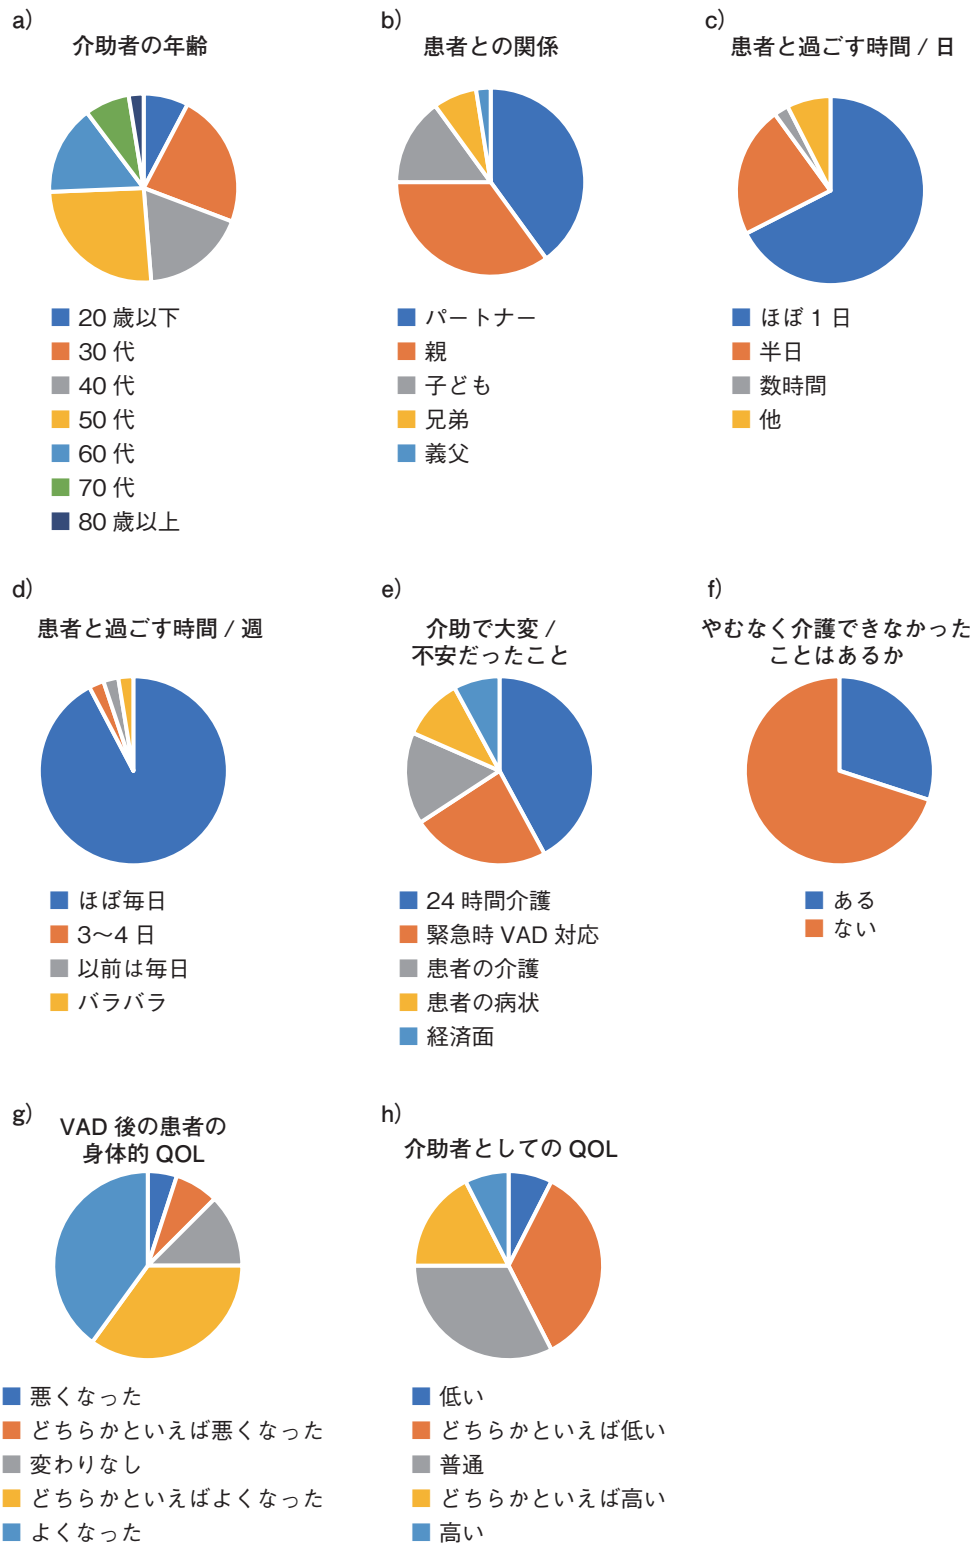 a)
介助者の年齢
20 歳以下
30 代
40 代
50 代
60 代
70 代
80 歳以上
b)
患者との関係
パートナー
親
子ども
兄弟
義父
c)
患者と過ごす時間 / 日
ほぼ 1 日
半日
数時間
他
d)
患者と過ごす時間 / 週
ほぼ毎日
3〜4 日
以前は毎日
バラバラ
e)
介助で大変 /
不安だったこと
24 時間介護
緊急時 VAD 対応
患者の介護
患者の病状
経済面
f)
やむなく介護できなかった
ことはあるか
ある
ない
g)
VAD 後の患者の
身体的 QOL
悪くなった
どちらかといえば悪くなった
変わりなし
どちらかといえばよくなった
よくなった
h)
介助者としての QOL
低い
どちらかといえば低い
普通
どちらかといえば高い
高い